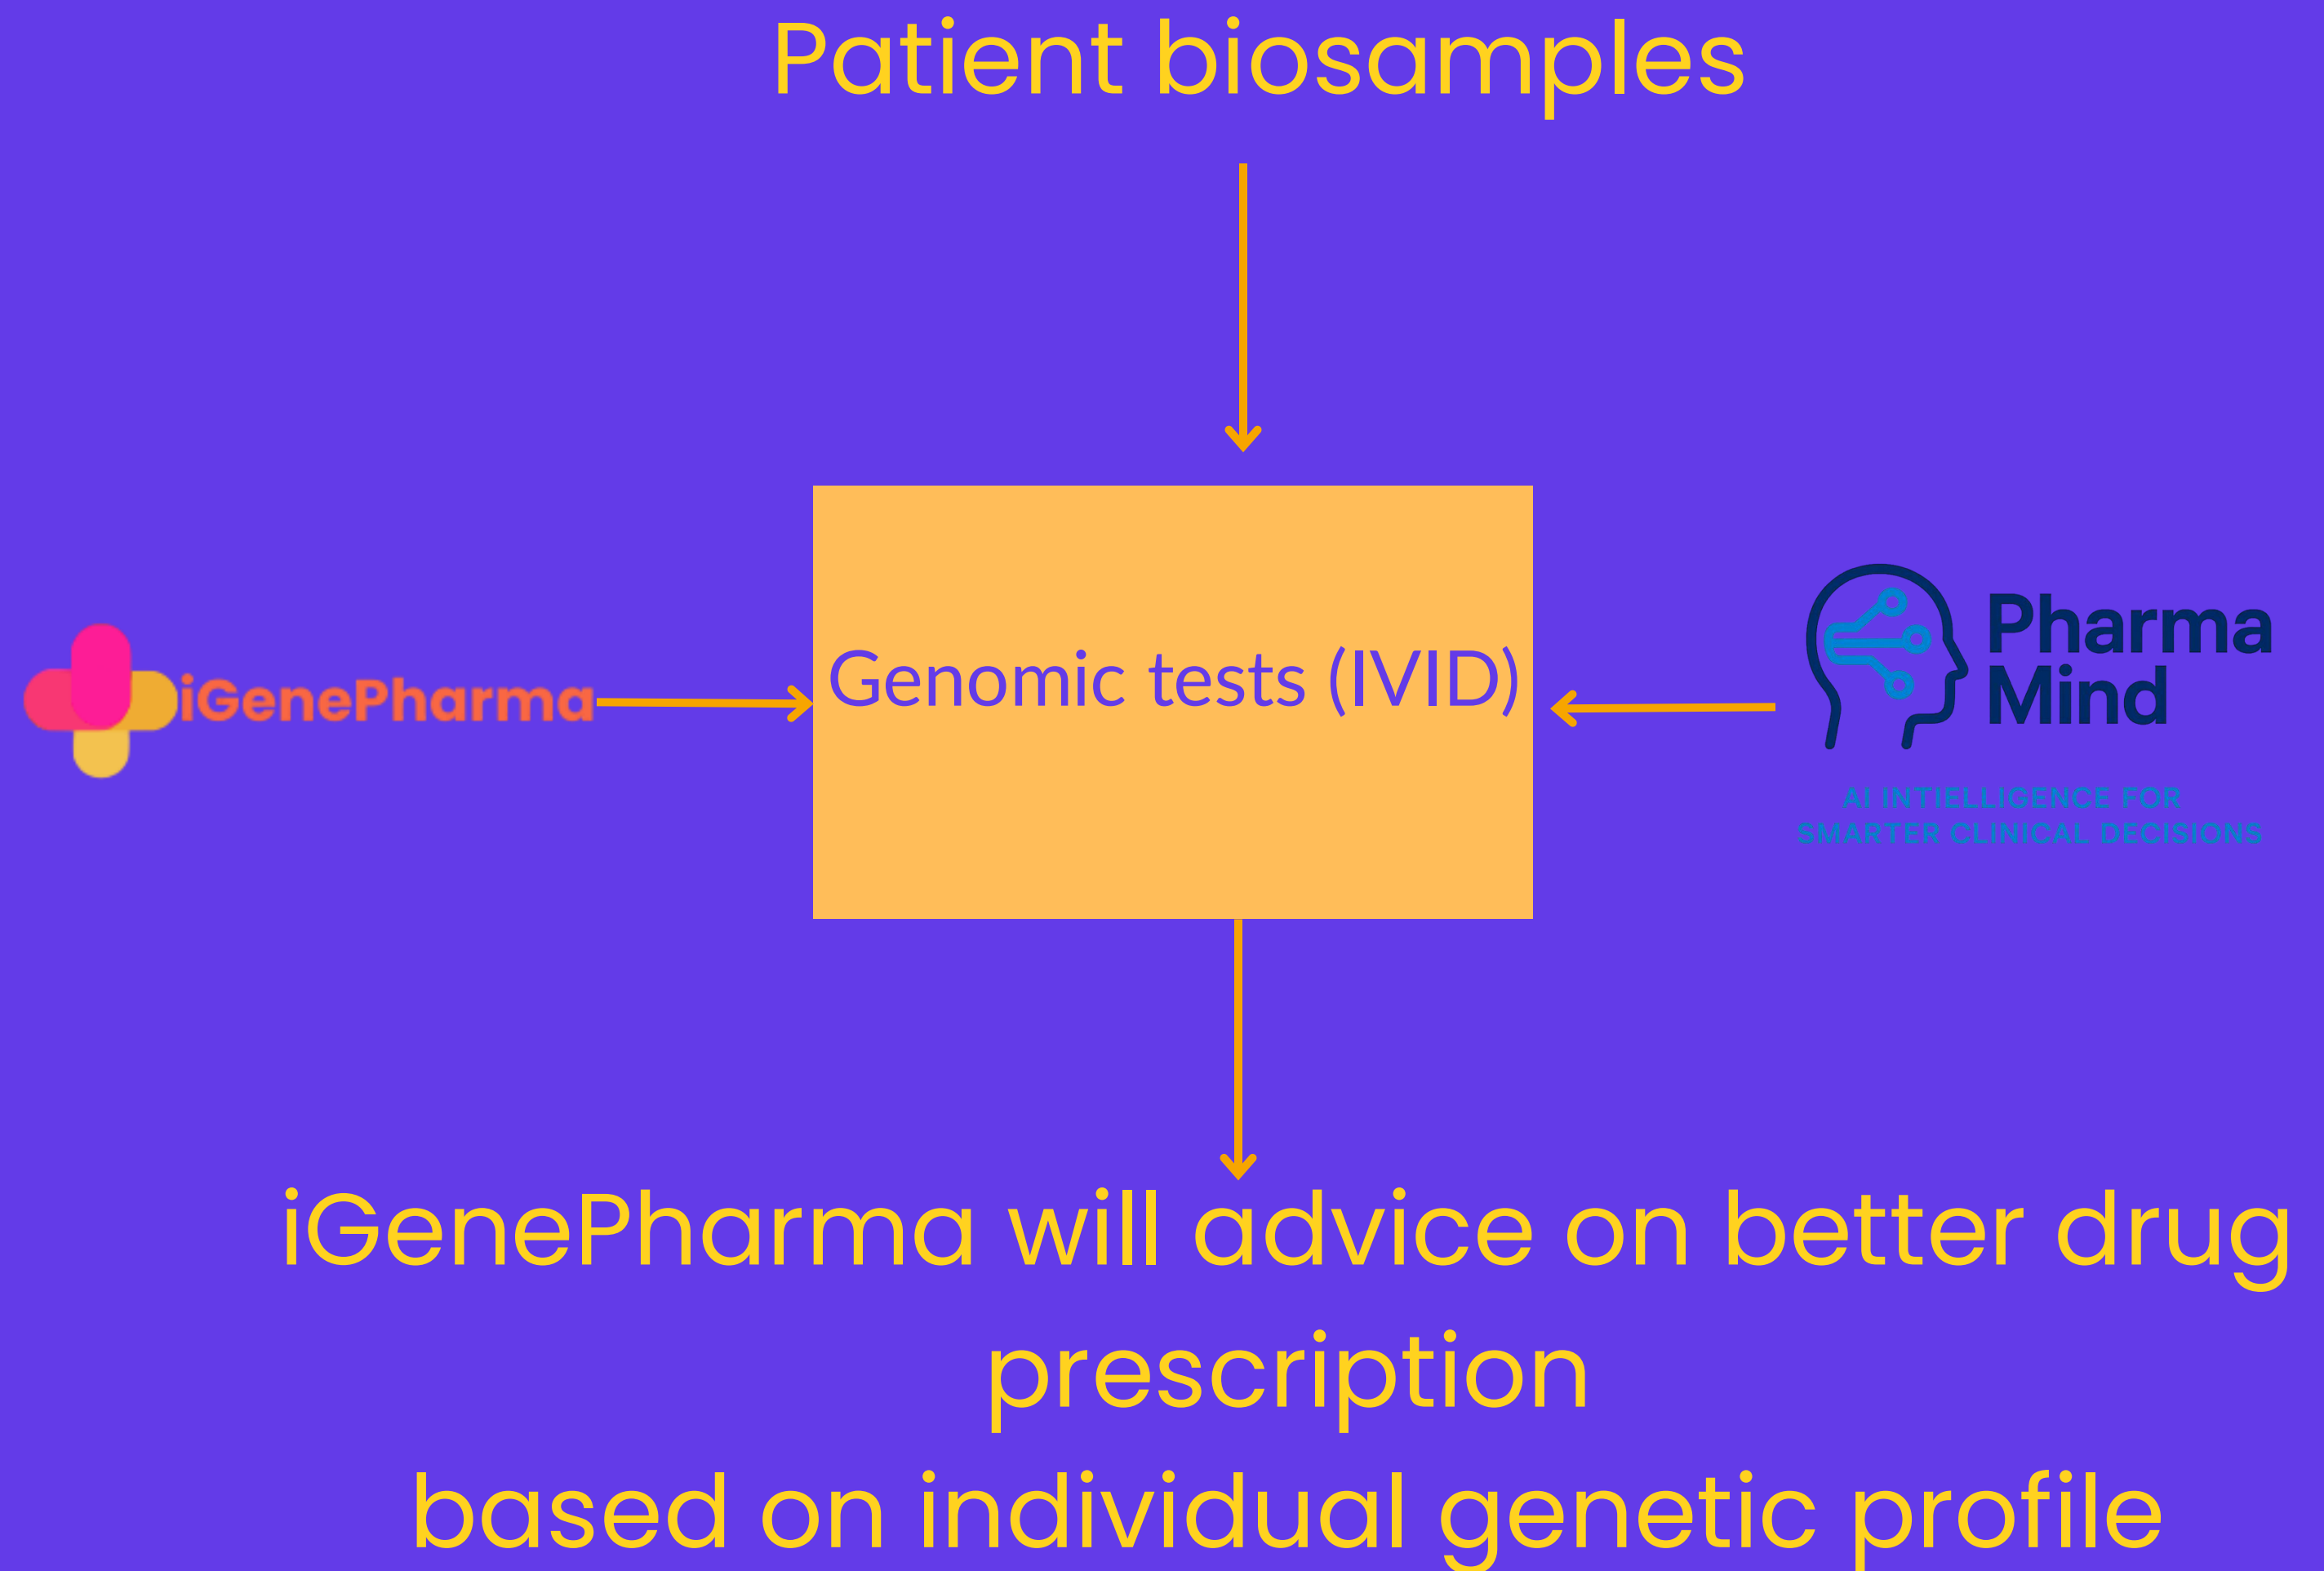 Patient biosamples
Genomic tests (IVID)
iGenePharma
Pharma
Mind
AI INTIELLIGENCE FOR
SMARTER CLINICAL DECISIONS
iGenePharma will advice on better drug
prescription
based on individual genetic profile